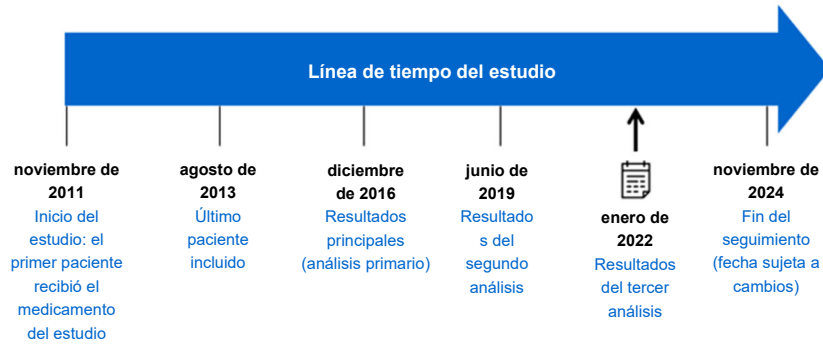 Línea de tiempo del estudio
noviembre de
2011
Inicio del
estudio: el
primer paciente
recibió el
medicamento
del estudio
agosto de
2013
Último
paciente
incluido
diciembre
de 2016
Resultados
principales
(análisis primario)
junio de
2019
Resultado
s del
segundo
análisis
enero de
2022
Resultados
del tercer
análisis
noviembre de
2024
Fin del
seguimiento
(fecha sujeta a
cambios)